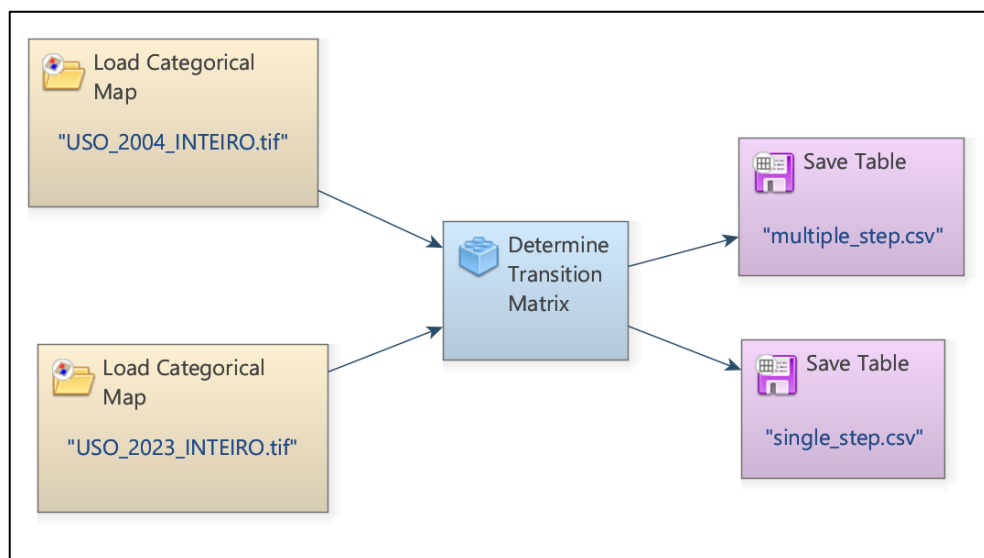 Load Categorical
Map
"USO_2004_INTEIRO.tif"
Load Categorical
Map
"USO_2023_INTEIRO.tif"
Determine
Transition
Matrix
Save Table
"multiple_step.csv"
Save Table
"single_step.csv"